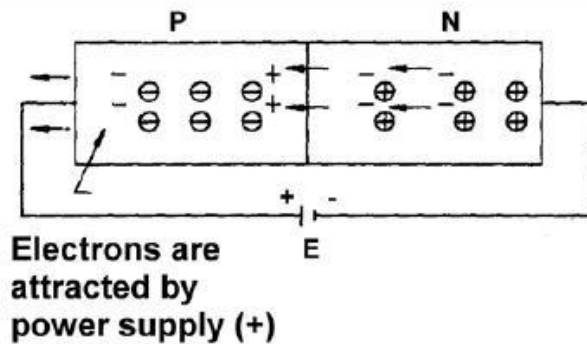 P N
+ -
E
Electrons are
attracted by
power supply (+)